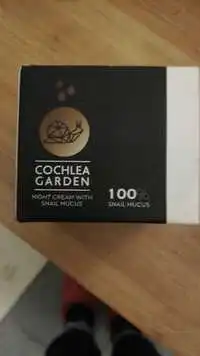 COCHLEA
GARDEN
NIGHT CREAM WITH
SNAIL MUCUS
100%
SNAIL MUCUS